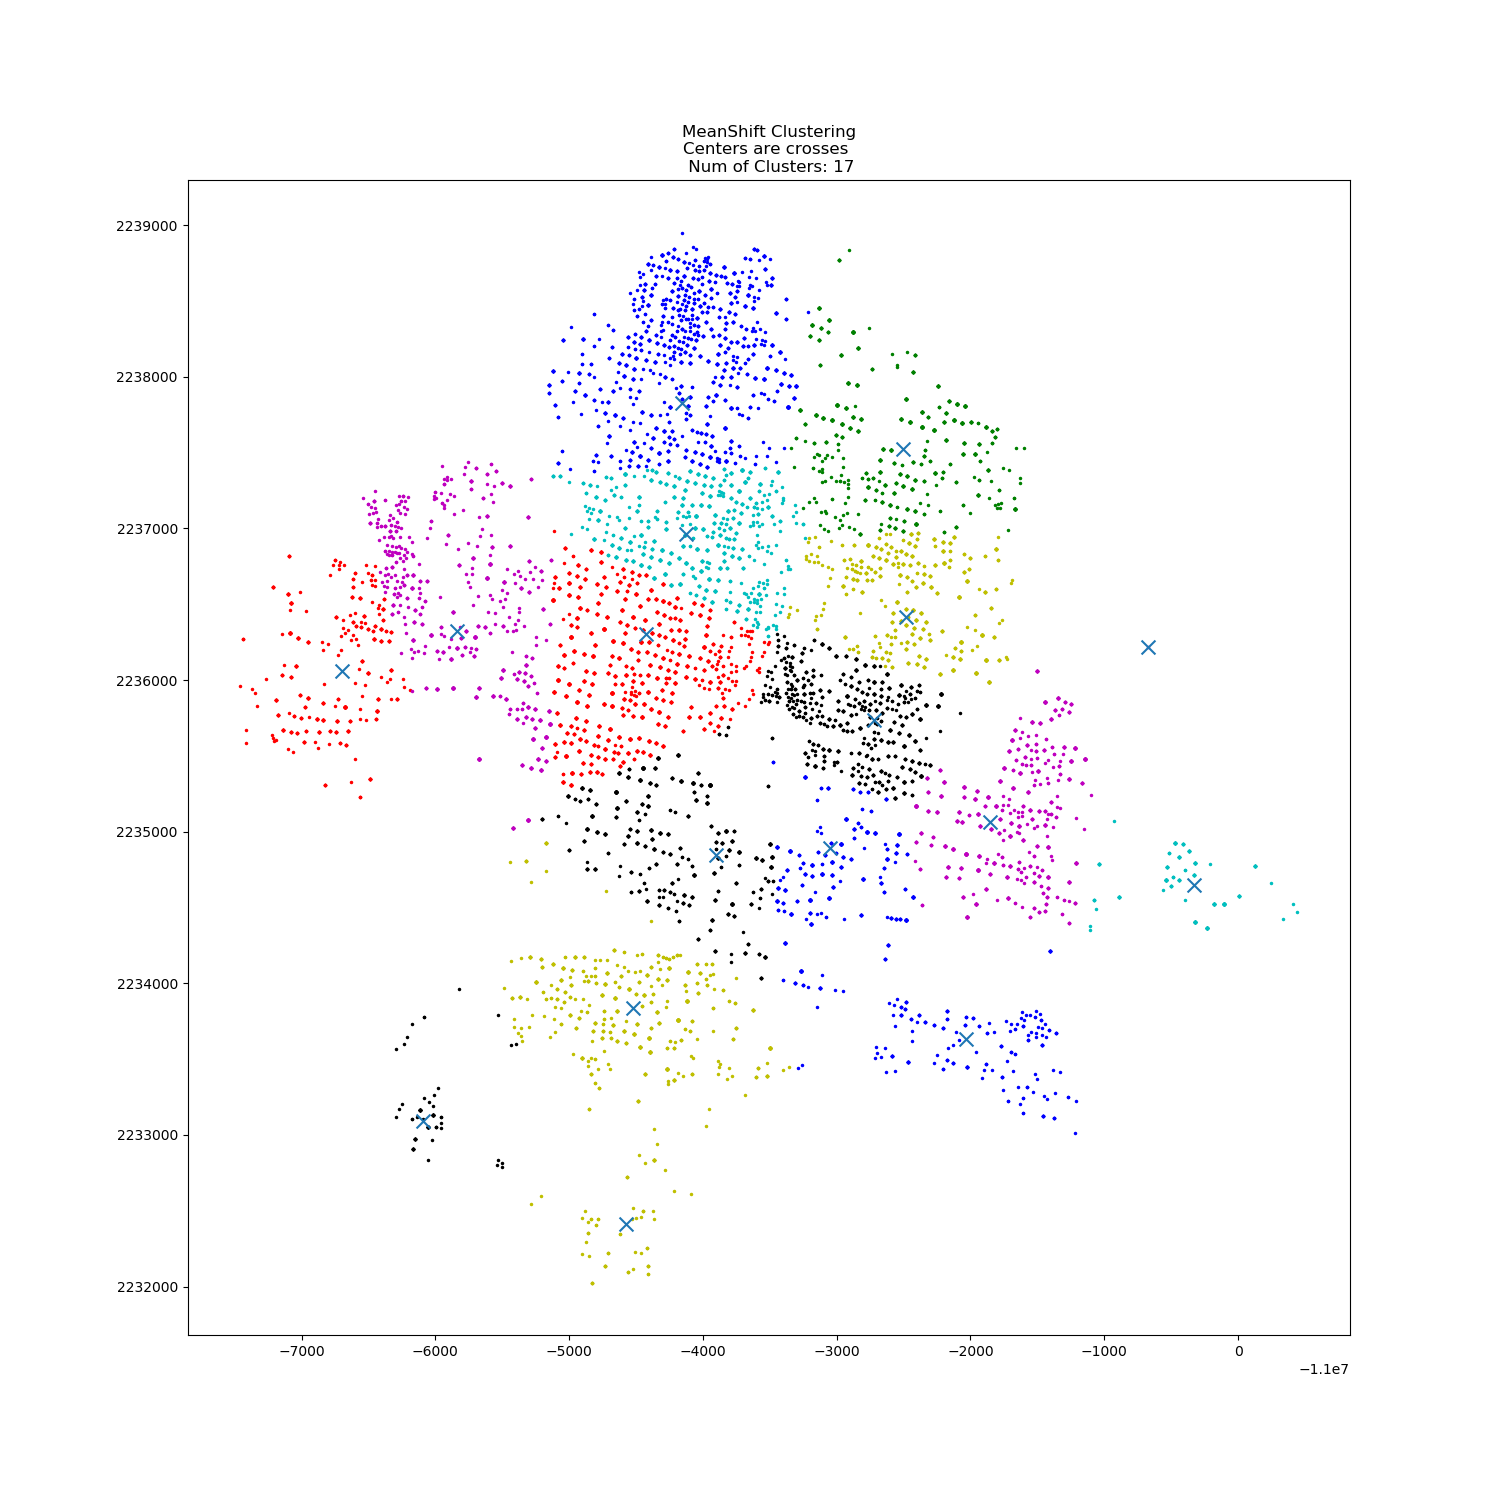 MeanShift Clustering
Centers are crosses
Num of Clusters: 17
2239000
2238000
2237000
2236000
2235000
2234000
2233000
2232000
−7000 −6000 −5000 −4000 −3000 −2000 −1000 0
−1.1e7